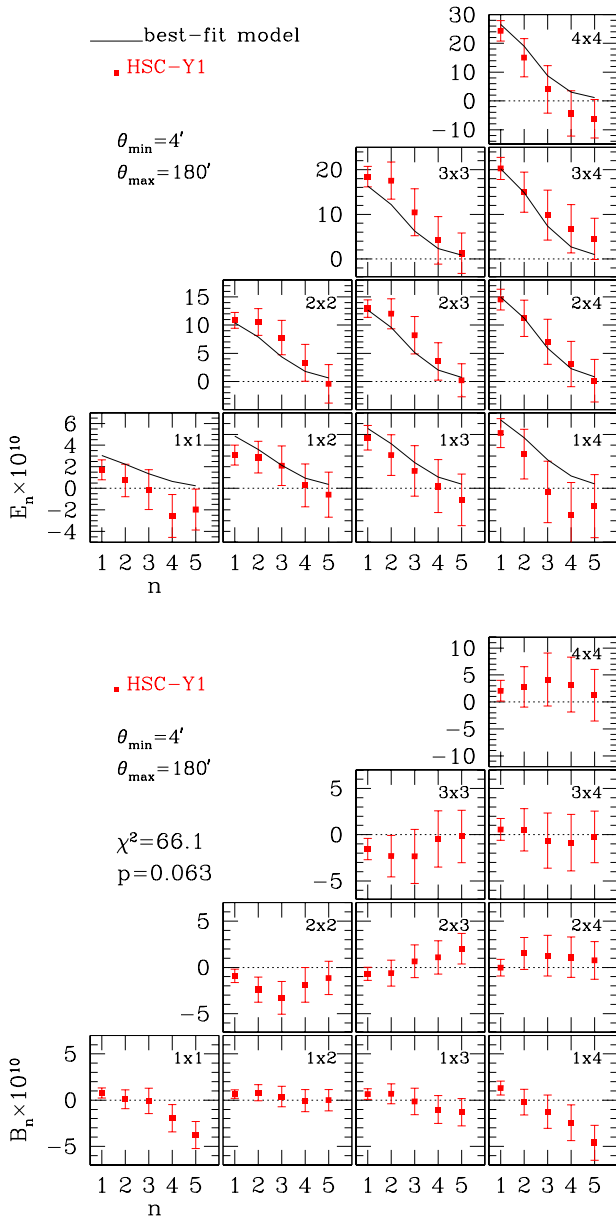 best-fit model
HSC-Y1
θmin=4′
θmax=180′
30
20
10
0
−10
4x4
20
10
0
3x3
3x4
15
10
5
0
2x2
2x3
2x4
6
4
2
0
−2
−4
Eₙ×10¹⁰
1x1
1x2
1x3
1x4
1 2 3 4 5 1 2 3 4 5 1 2 3 4 5 1 2 3 4 5
n
HSC-Y1
θmin=4′
θmax=180′
χ²=66.1
p=0.063
10
5
0
−5
−10
4x4
5
0
−5
3x3
3x4
5
0
−5
2x2
2x3
2x4
5
0
−5
Bₙ×10¹⁰
1x1
1x2
1x3
1x4
1 2 3 4 5 1 2 3 4 5 1 2 3 4 5 1 2 3 4 5
n